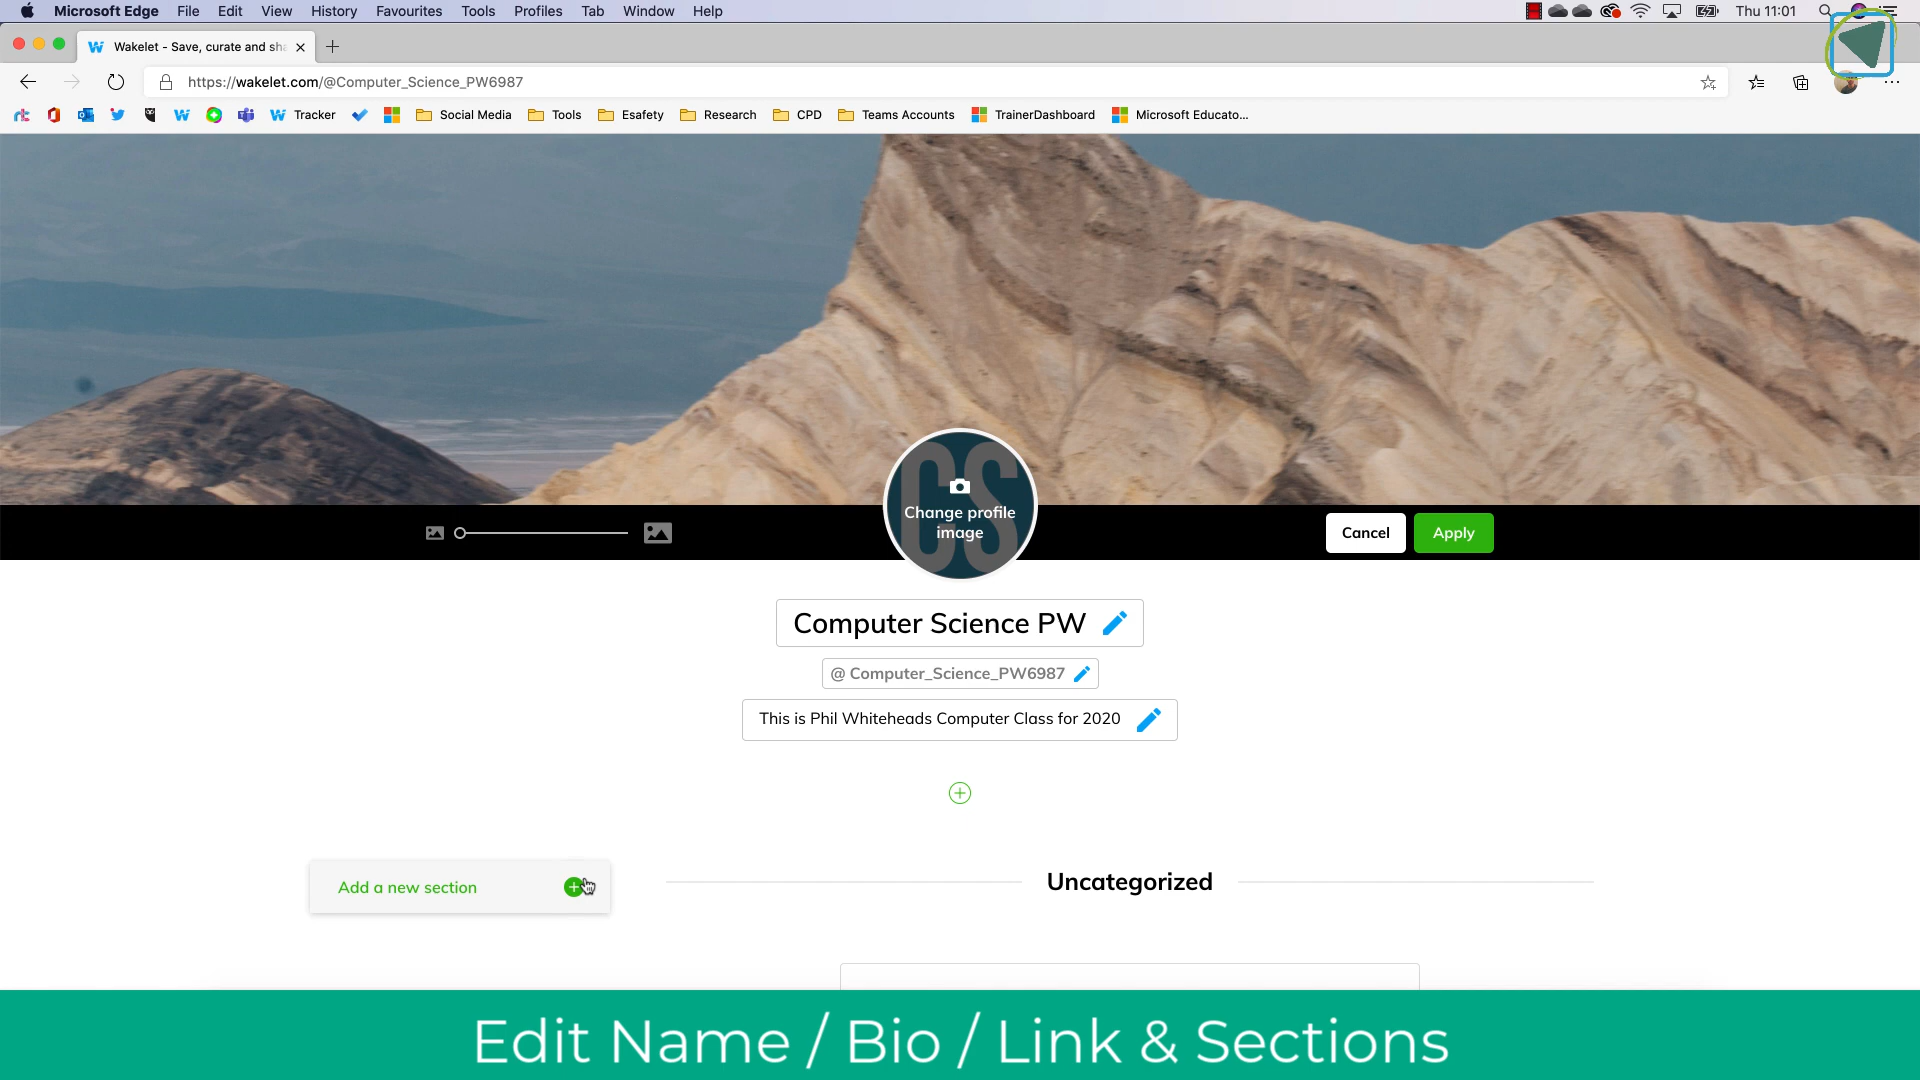 Microsoft Edge File Edit View History Favourites Tools Profiles Tab Window Help Thu 11:01
Wakelet - Save, curate and sh
https://wakelet.com/@Computer_Science_PW6987
Tracker Social Media Tools Esafety Research CPD Teams Accounts TrainerDashboard Microsoft Educato...
CS
Change profile
image
Cancel Apply
Computer Science PW
@ Computer_Science_PW6987
This is Phil Whiteheads Computer Class for 2020
Add a new section
Uncategorized
Edit Name / Bio / Link & Sections